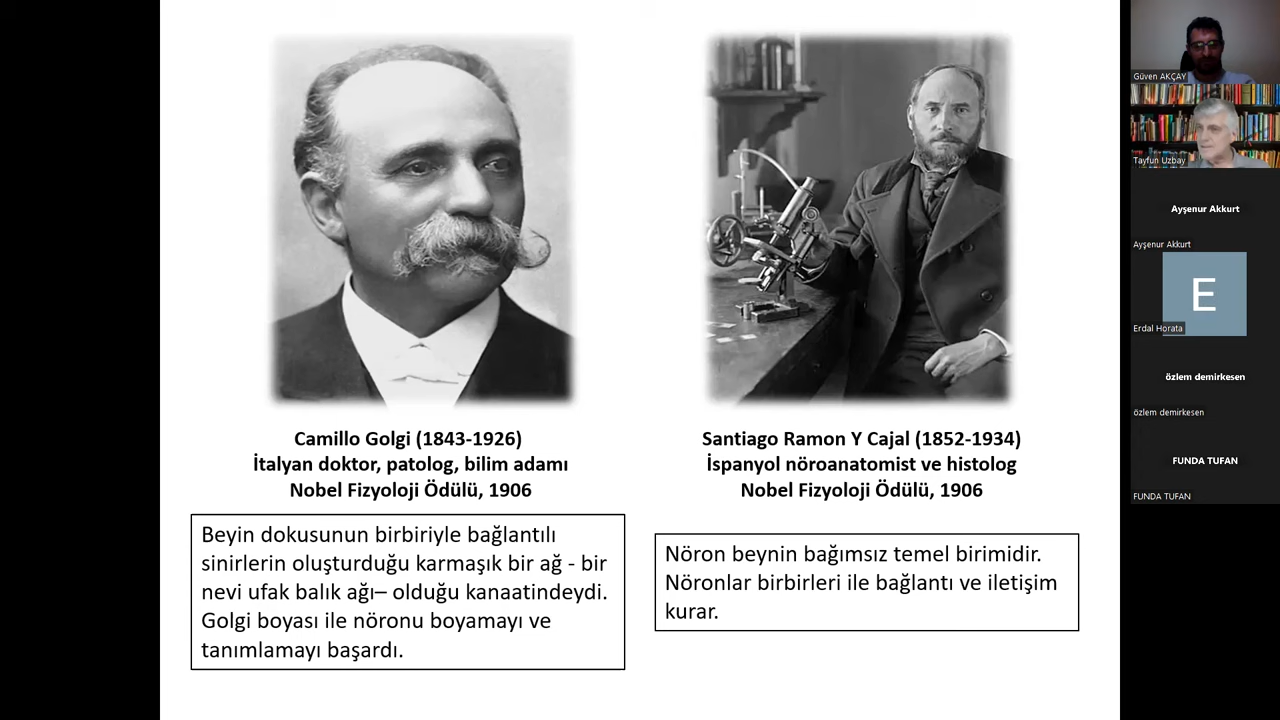 Camillo Golgi (1843-1926)
İtalyan doktor, patolog, bilim adamı
Nobel Fizyoloji Ödülü, 1906
Beyin dokusunun birbiriyle bağlantılı
sinirlerin oluşturduğu karmaşık bir ağ - bir
nevi ufak balık ağı– olduğu kanaatindeydi.
Golgi boyası ile nöronu boyamayı ve
tanımlamayı başardı.
Santiago Ramon Y Cajal (1852-1934)
İspanyol nöroanatomist ve histolog
Nobel Fizyoloji Ödülü, 1906
Nöron beynin bağımsız temel birimidir.
Nöronlar birbirleri ile bağlantı ve iletişim
kurar.
Güven AKÇAY
Tayfun Uzbay
Ayşenur Akkurt
Ayşenur Akkurt
E
Erdal Horata
özlem demirkesen
özlem demirkesen
FUNDA TUFAN
FUNDA TUFAN